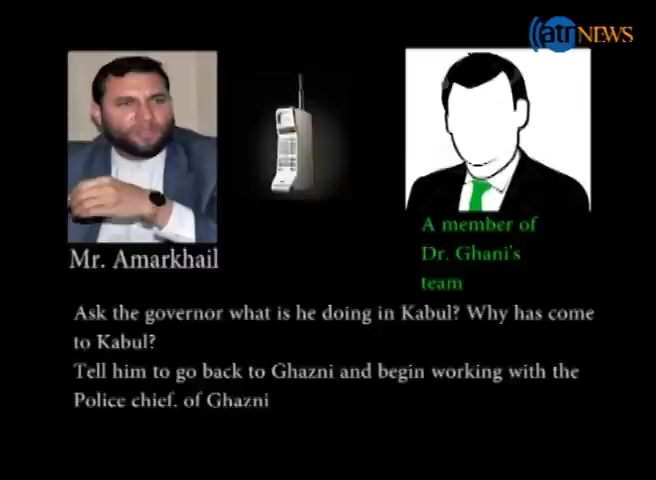 atr NEWS
Mr. Amarkhail
A member of
Dr. Ghani's
team
Ask the governor what is he doing in Kabul? Why has come
to Kabul?
Tell him to go back to Ghazni and begin working with the
Police chief. of Ghazni